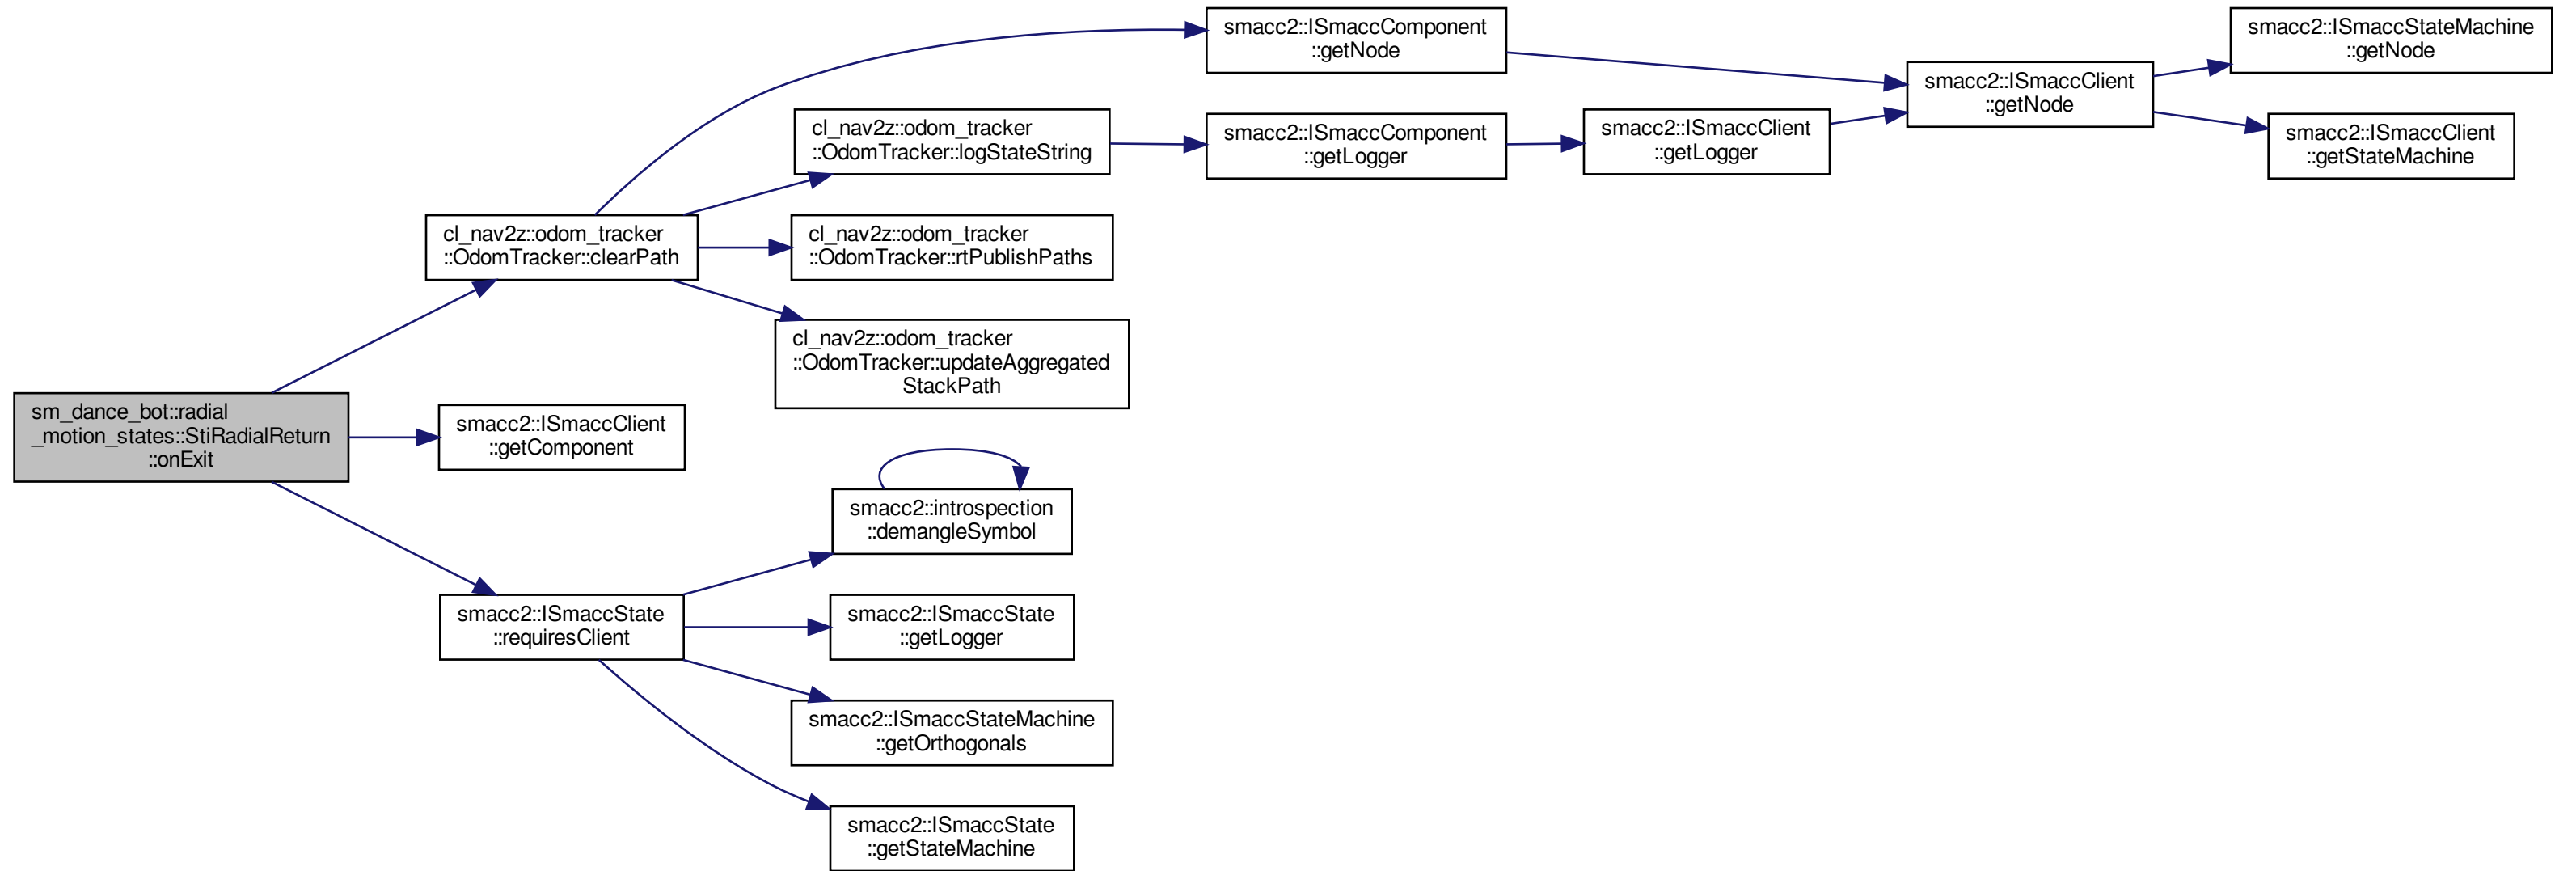 sm_dance_bot::radial
_motion_states::StiRadialReturn
::onExit
cl_nav2z::odom_tracker
::OdomTracker::clearPath
smacc2::ISmaccClient
::getComponent
smacc2::ISmaccState
::requiresClient
smacc2::ISmaccComponent
::getNode
cl_nav2z::odom_tracker
::OdomTracker::logStateString
cl_nav2z::odom_tracker
::OdomTracker::rtPublishPaths
cl_nav2z::odom_tracker
::OdomTracker::updateAggregated
StackPath
smacc2::introspection
::demangleSymbol
smacc2::ISmaccState
::getLogger
smacc2::ISmaccStateMachine
::getOrthogonals
smacc2::ISmaccState
::getStateMachine
smacc2::ISmaccComponent
::getLogger
smacc2::ISmaccClient
::getLogger
smacc2::ISmaccClient
::getNode
smacc2::ISmaccStateMachine
::getNode
smacc2::ISmaccClient
::getStateMachine